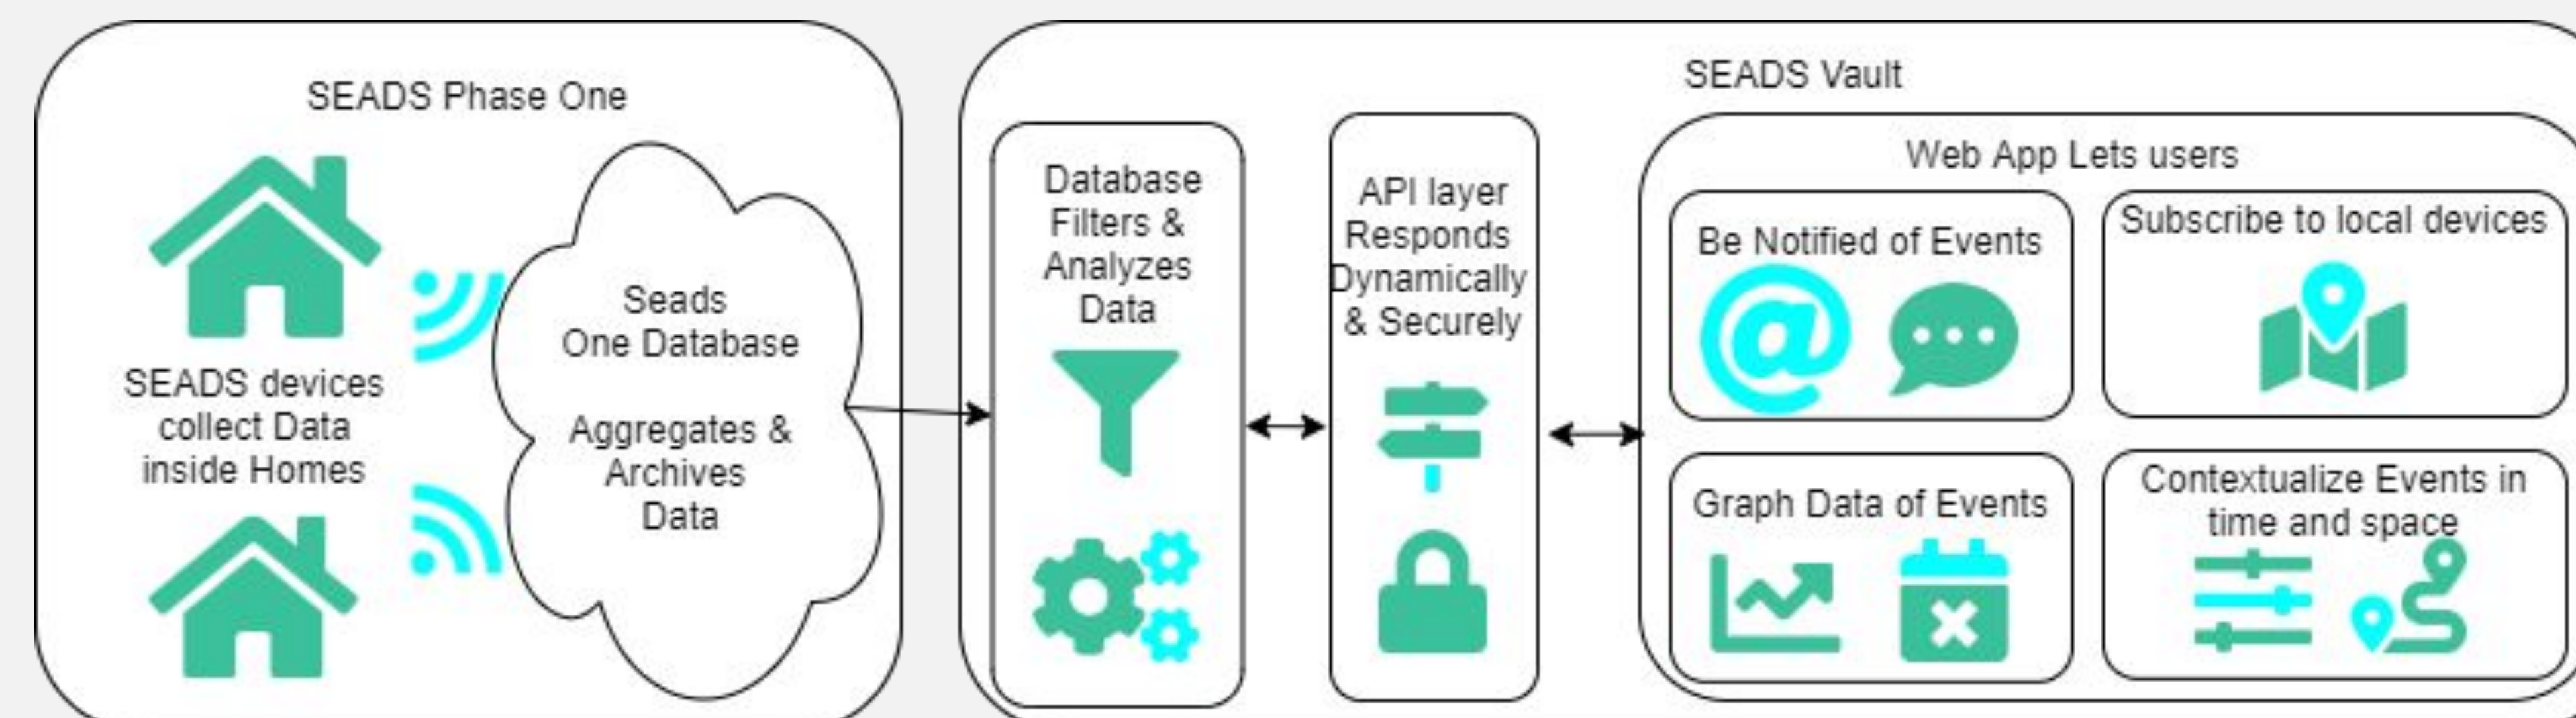 SEADS Phase One
SEADS devices
collect Data
inside Homes
Seads
One Database
Aggregates &
Archives
Data
SEADS Vault
Database
Filters &
Analyzes
Data
API layer
Responds
Dynamically
& Securely
Web App Lets users
Be Notified of Events
@
Subscribe to local devices
Graph Data of Events
Contextualize Events in
time and space